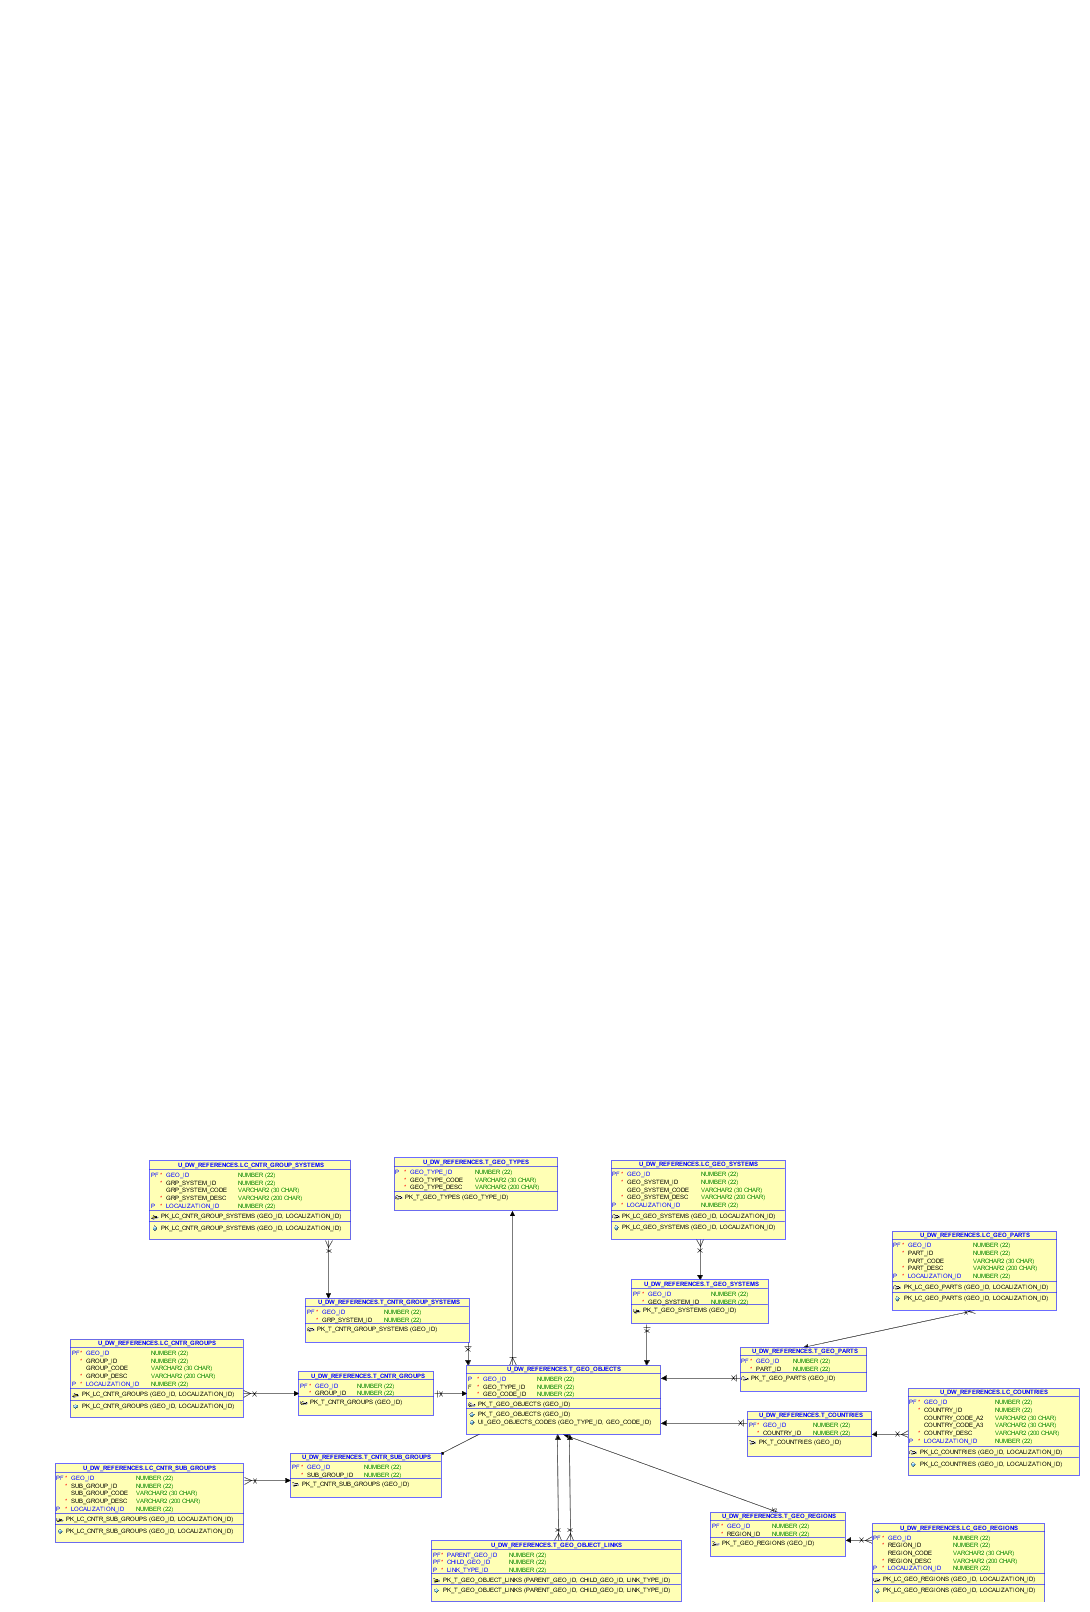 U_DW_REFERENCES.LC_CNTR_GROUP_SYSTEMS
PF * GEO_ID NUMBER (22)
* GRP_SYSTEM_ID NUMBER (22)
GRP_SYSTEM_CODE VARCHAR2 (30 CHAR)
* GRP_SYSTEM_DESC VARCHAR2 (200 CHAR)
P * LOCALIZATION_ID NUMBER (22)
PK_LC_CNTR_GROUP_SYSTEMS (GEO_ID, LOCALIZATION_ID)
PK_LC_CNTR_GROUP_SYSTEMS (GEO_ID, LOCALIZATION_ID)
U_DW_REFERENCES.T_GEO_TYPES
P * GEO_TYPE_ID NUMBER (22)
* GEO_TYPE_CODE VARCHAR2 (30 CHAR)
* GEO_TYPE_DESC VARCHAR2 (200 CHAR)
PK_T_GEO_TYPES (GEO_TYPE_ID)
U_DW_REFERENCES.LC_GEO_SYSTEMS
PF * GEO_ID NUMBER (22)
* GEO_SYSTEM_ID NUMBER (22)
GEO_SYSTEM_CODE VARCHAR2 (30 CHAR)
* GEO_SYSTEM_DESC VARCHAR2 (200 CHAR)
P * LOCALIZATION_ID NUMBER (22)
PK_LC_GEO_SYSTEMS (GEO_ID, LOCALIZATION_ID)
PK_LC_GEO_SYSTEMS (GEO_ID, LOCALIZATION_ID)
U_DW_REFERENCES.LC_GEO_PARTS
PF * GEO_ID NUMBER (22)
* PART_ID NUMBER (22)
PART_CODE VARCHAR2 (30 CHAR)
* PART_DESC VARCHAR2 (200 CHAR)
P * LOCALIZATION_ID NUMBER (22)
PK_LC_GEO_PARTS (GEO_ID, LOCALIZATION_ID)
PK_LC_GEO_PARTS (GEO_ID, LOCALIZATION_ID)
U_DW_REFERENCES.T_GEO_SYSTEMS
PF * GEO_ID NUMBER (22)
* GEO_SYSTEM_ID NUMBER (22)
PK_T_GEO_SYSTEMS (GEO_ID)
U_DW_REFERENCES.T_CNTR_GROUP_SYSTEMS
PF * GEO_ID NUMBER (22)
* GRP_SYSTEM_ID NUMBER (22)
PK_T_CNTR_GROUP_SYSTEMS (GEO_ID)
U_DW_REFERENCES.LC_CNTR_GROUPS
PF * GEO_ID NUMBER (22)
* GROUP_ID NUMBER (22)
GROUP_CODE VARCHAR2 (30 CHAR)
* GROUP_DESC VARCHAR2 (200 CHAR)
P * LOCALIZATION_ID NUMBER (22)
PK_LC_CNTR_GROUPS (GEO_ID, LOCALIZATION_ID)
PK_LC_CNTR_GROUPS (GEO_ID, LOCALIZATION_ID)
U_DW_REFERENCES.T_CNTR_GROUPS
PF * GEO_ID NUMBER (22)
* GROUP_ID NUMBER (22)
PK_T_CNTR_GROUPS (GEO_ID)
U_DW_REFERENCES.T_GEO_OBJECTS
P * GEO_ID NUMBER (22)
F * GEO_TYPE_ID NUMBER (22)
* GEO_CODE_ID NUMBER (22)
PK_T_GEO_OBJECTS (GEO_ID)
PK_T_GEO_OBJECTS (GEO_ID)
UI_GEO_OBJECTS_CODES (GEO_TYPE_ID, GEO_CODE_ID)
U_DW_REFERENCES.T_GEO_PARTS
PF * GEO_ID NUMBER (22)
* PART_ID NUMBER (22)
PK_T_GEO_PARTS (GEO_ID)
U_DW_REFERENCES.T_COUNTRIES
PF * GEO_ID NUMBER (22)
* COUNTRY_ID NUMBER (22)
PK_T_COUNTRIES (GEO_ID)
U_DW_REFERENCES.LC_COUNTRIES
PF * GEO_ID NUMBER (22)
* COUNTRY_ID NUMBER (22)
COUNTRY_CODE_A2 VARCHAR2 (30 CHAR)
COUNTRY_CODE_A3 VARCHAR2 (30 CHAR)
* COUNTRY_DESC VARCHAR2 (200 CHAR)
P * LOCALIZATION_ID NUMBER (22)
PK_LC_COUNTRIES (GEO_ID, LOCALIZATION_ID)
PK_LC_COUNTRIES (GEO_ID, LOCALIZATION_ID)
U_DW_REFERENCES.T_CNTR_SUB_GROUPS
PF * GEO_ID NUMBER (22)
* SUB_GROUP_ID NUMBER (22)
PK_T_CNTR_SUB_GROUPS (GEO_ID)
U_DW_REFERENCES.LC_CNTR_SUB_GROUPS
PF * GEO_ID NUMBER (22)
* SUB_GROUP_ID NUMBER (22)
SUB_GROUP_CODE VARCHAR2 (30 CHAR)
* SUB_GROUP_DESC VARCHAR2 (200 CHAR)
P * LOCALIZATION_ID NUMBER (22)
PK_LC_CNTR_SUB_GROUPS (GEO_ID, LOCALIZATION_ID)
PK_LC_CNTR_SUB_GROUPS (GEO_ID, LOCALIZATION_ID)
U_DW_REFERENCES.T_GEO_OBJECT_LINKS
PF * PARENT_GEO_ID NUMBER (22)
PF * CHILD_GEO_ID NUMBER (22)
P * LINK_TYPE_ID NUMBER (22)
PK_T_GEO_OBJECT_LINKS (PARENT_GEO_ID, CHILD_GEO_ID, LINK_TYPE_ID)
PK_T_GEO_OBJECT_LINKS (PARENT_GEO_ID, CHILD_GEO_ID, LINK_TYPE_ID)
U_DW_REFERENCES.T_GEO_REGIONS
PF * GEO_ID NUMBER (22)
* REGION_ID NUMBER (22)
PK_T_GEO_REGIONS (GEO_ID)
U_DW_REFERENCES.LC_GEO_REGIONS
PF * GEO_ID NUMBER (22)
* REGION_ID NUMBER (22)
REGION_CODE VARCHAR2 (30 CHAR)
* REGION_DESC VARCHAR2 (200 CHAR)
P * LOCALIZATION_ID NUMBER (22)
PK_LC_GEO_REGIONS (GEO_ID, LOCALIZATION_ID)
PK_LC_GEO_REGIONS (GEO_ID, LOCALIZATION_ID)